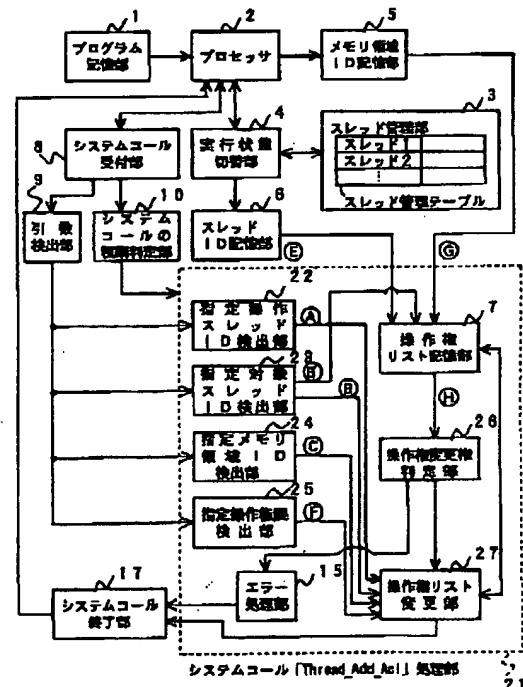 1
プログラム
記憶部
2
プロセッサ
5
メモリ領域
ID記憶部
3
スレッド管理部
スレッド1
スレッド2
⋮
スレッド管理テーブル
4
実行状態
切替部
8
システムコール
受付部
9
引数
検出部
10
システム
コールの
種類判定部
6
スレッド
ID記憶部
E
G
22
指定操作
スレッド
ID検出部
A
23
指定対象
スレッド
ID検出部
B
B
24
指定メモリ
領域ID
検出部
C
25
指定操作権限
検出部
F
7
操作権
リスト記憶部
H
26
操作権変更権
判定部
27
操作権リスト
変更部
15
エラー
処理部
17
システムコール
終了部
システムコール「Thread_Add_Acl」処理部
21